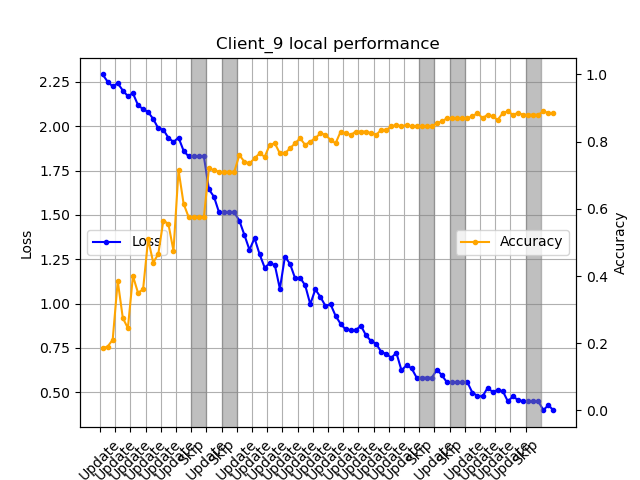 Client_9 local performance
2.25
2.00
1.75
1.50
1.25
1.00
0.75
0.50
Loss
Loss
Accuracy
1.0
0.8
0.6
0.4
0.2
0.0
Accuracy
Update
Update
Update
Update
Update
Update
Skip
Update
Skip
Update
Update
Update
Update
Update
Update
Update
Update
Update
Update
Update
Update
Skip
Update
Skip
Update
Update
Update
Update
Skip